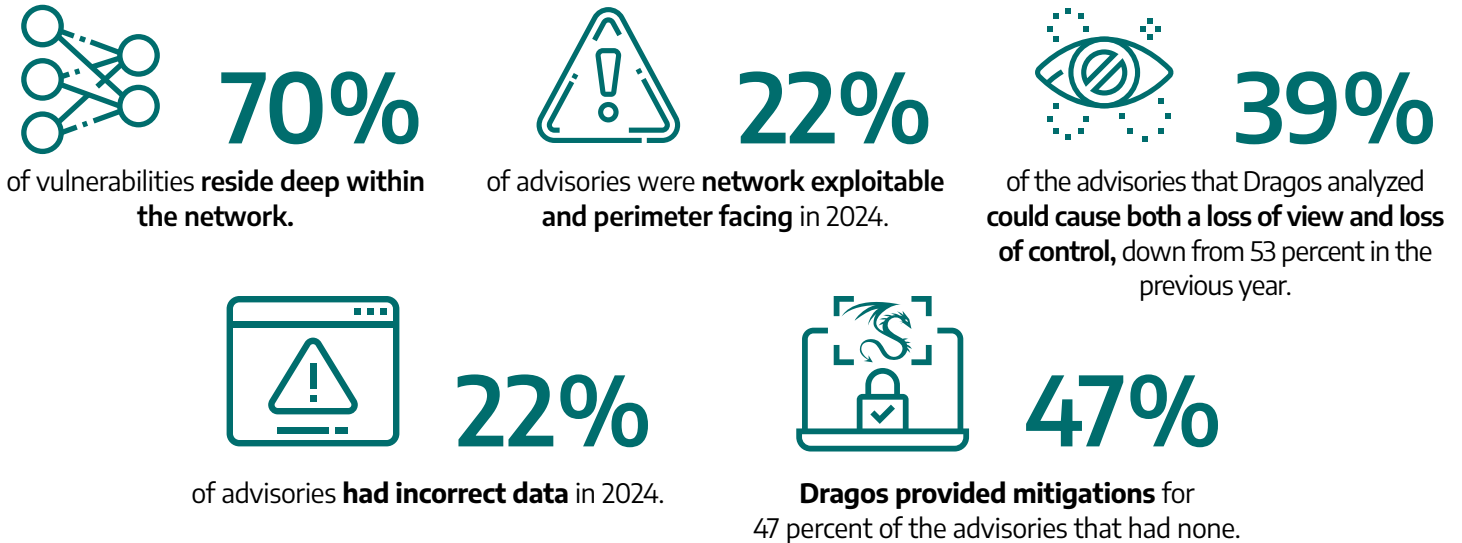 70%
of vulnerabilities reside deep within
the network.
22%
of advisories were network exploitable
and perimeter facing in 2024.
39%
of the advisories that Dragos analyzed
could cause both a loss of view and loss
of control, down from 53 percent in the
previous year.
22%
of advisories had incorrect data in 2024.
47%
Dragos provided mitigations for
47 percent of the advisories that had none.